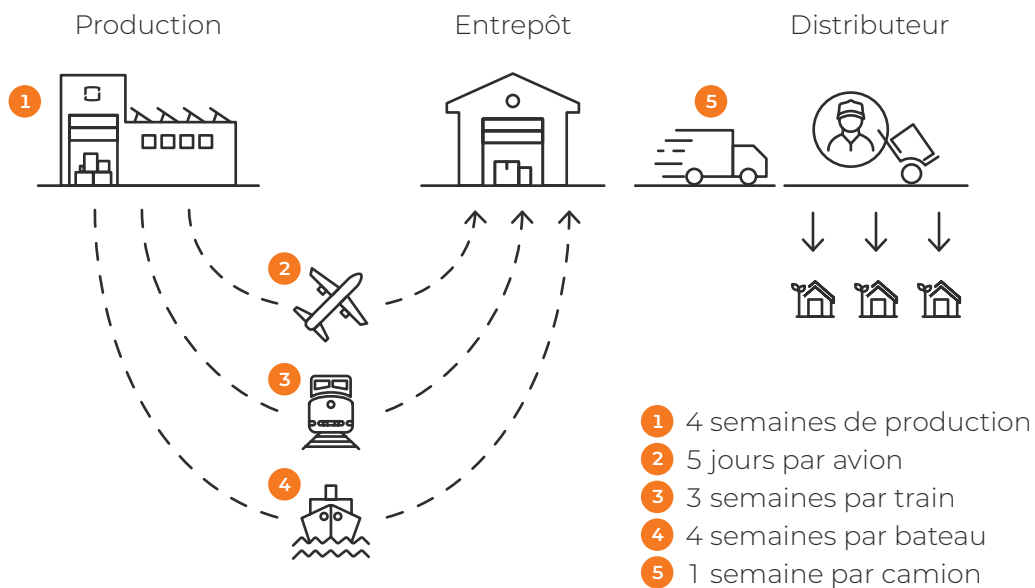 Production
Entrepôt
Distributeur
1
5
2
3
4
1 4 semaines de production
2 5 jours par avion
3 3 semaines par train
4 4 semaines par bateau
5 1 semaine par camion